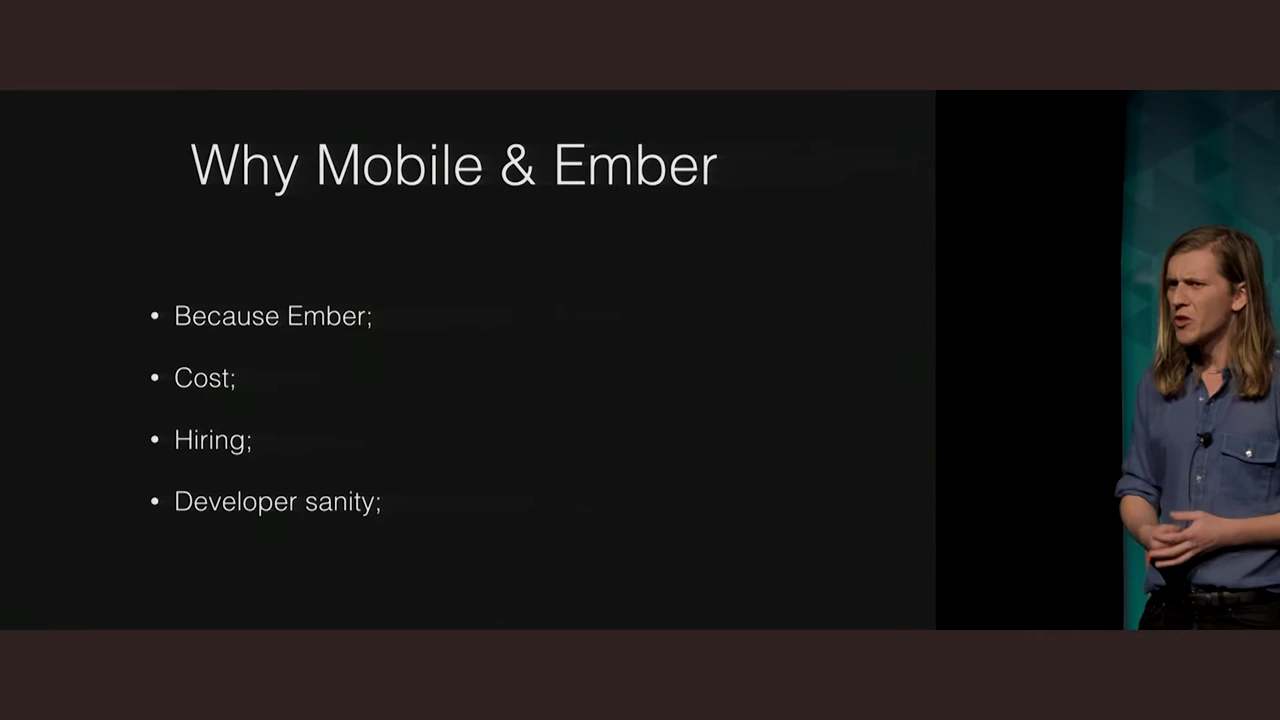 Why Mobile & Ember
• Because Ember;
• Cost;
• Hiring;
• Developer sanity;